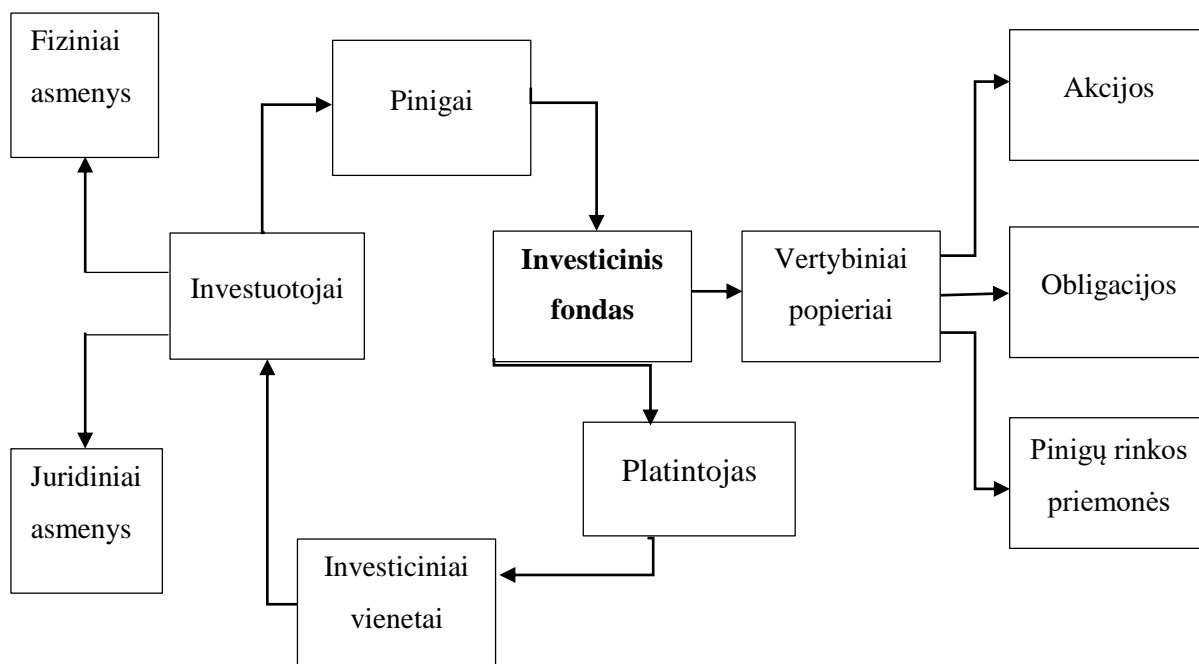 Fiziniai
asmenys
Pinigai
Akcijos
Investuotojai
Investicinis
fondas
Vertybiniai
popieriai
Obligacijos
Juridiniai
asmenys
Platintojas
Pinigų rinkos
priemonės
Investiciniai
vienetai